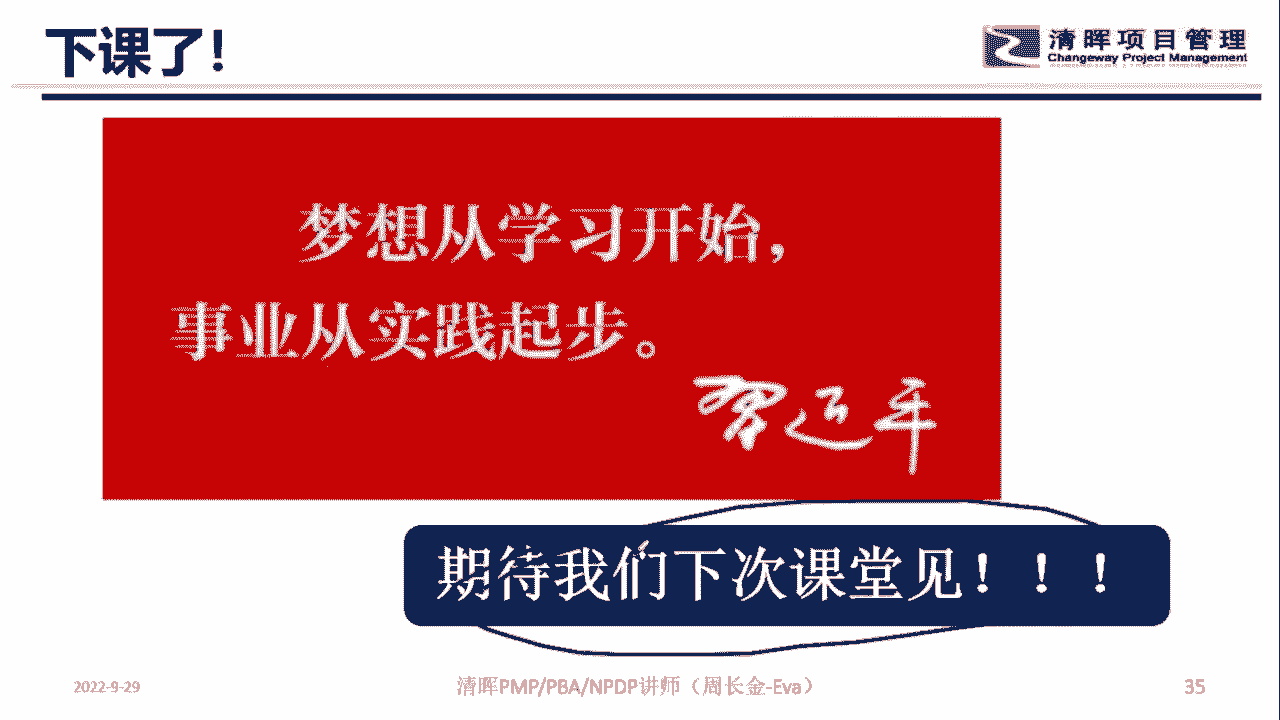 下课了!
清晖项目管理
Changeway Project Management
梦想从学习开始,
事业从实践起步。
习近平
期待我们下次课堂见!!!
2022-9-29
清晖PMP/PBA/NPDP讲师(周长金-Eva)
35